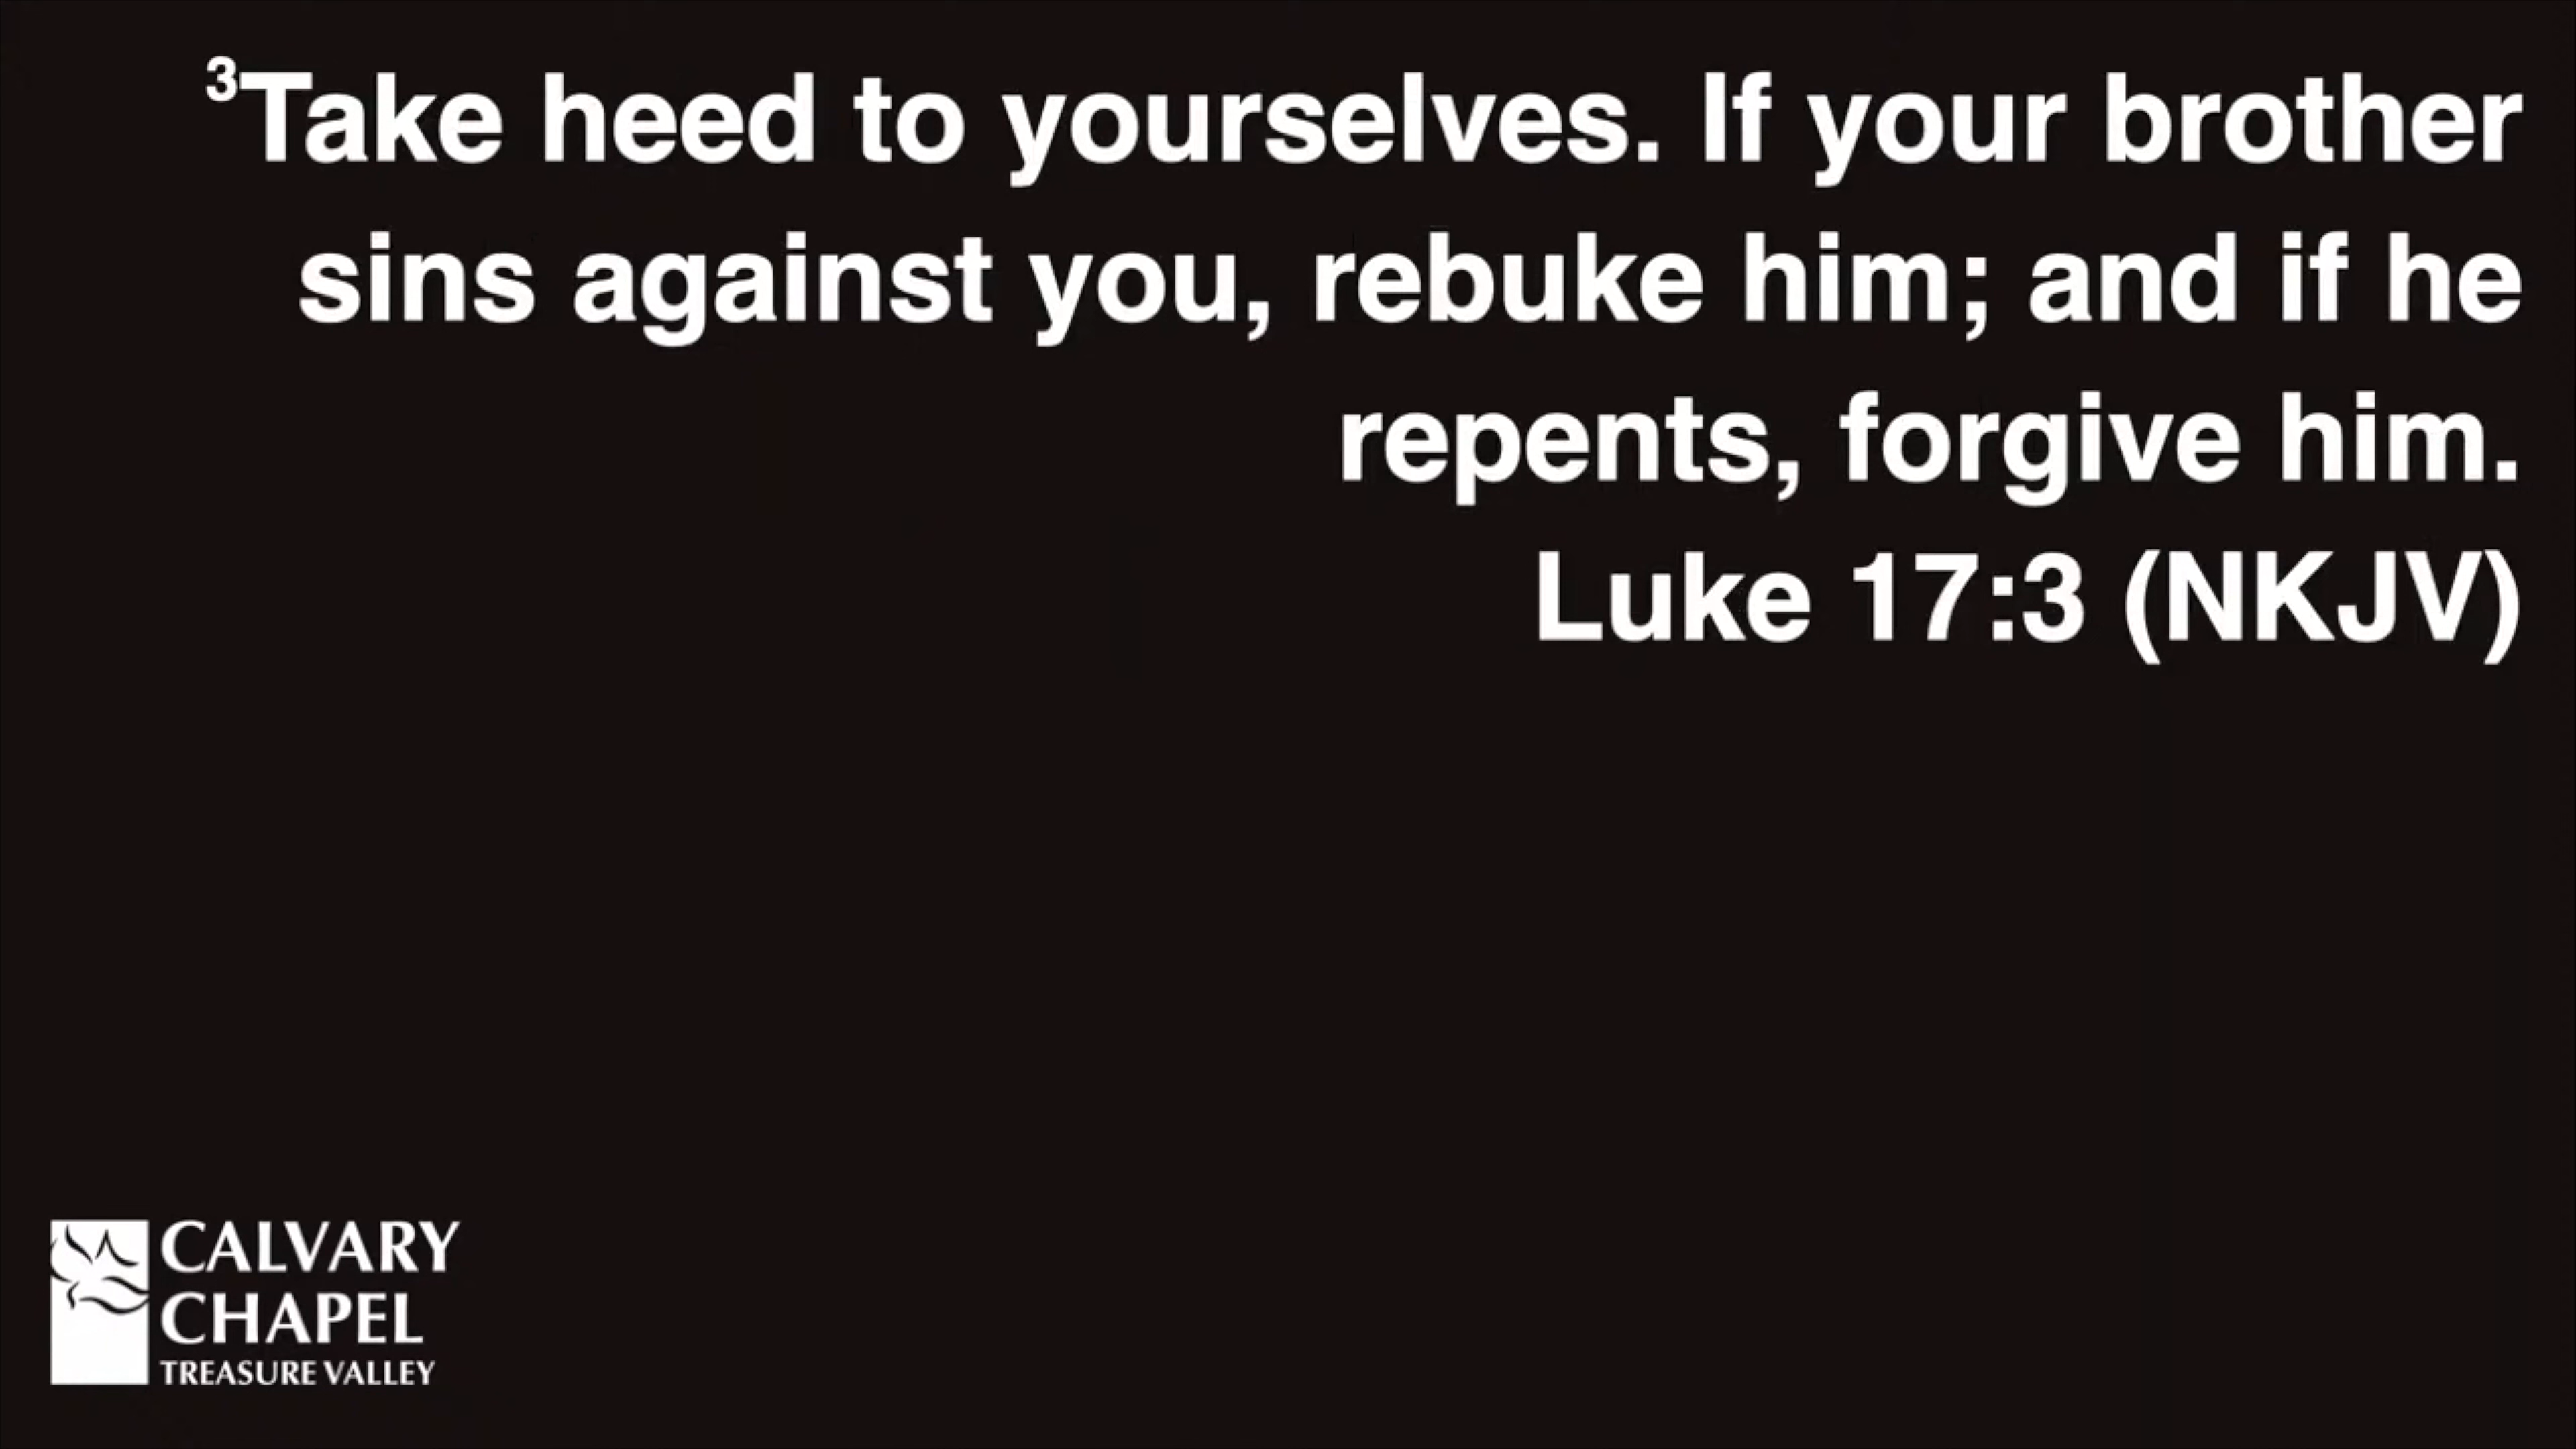 ³Take heed to yourselves. If your brother
sins against you, rebuke him; and if he
repents, forgive him.
Luke 17:3 (NKJV)
CALVARY
CHAPEL
TREASURE VALLEY